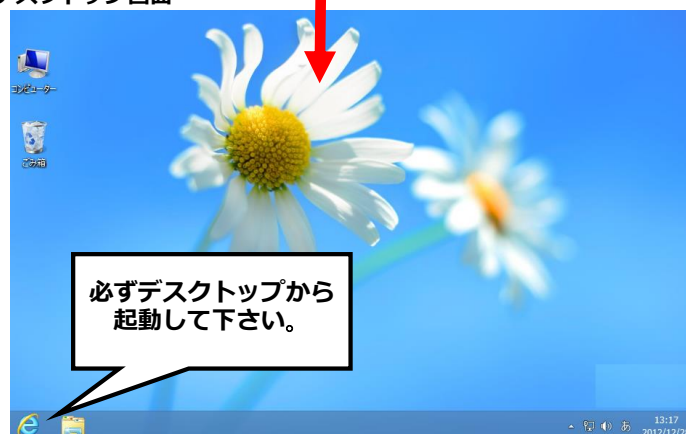 コンピューター
ごみ箱
必ずデスクトップから
起動して下さい。
あ
13:17